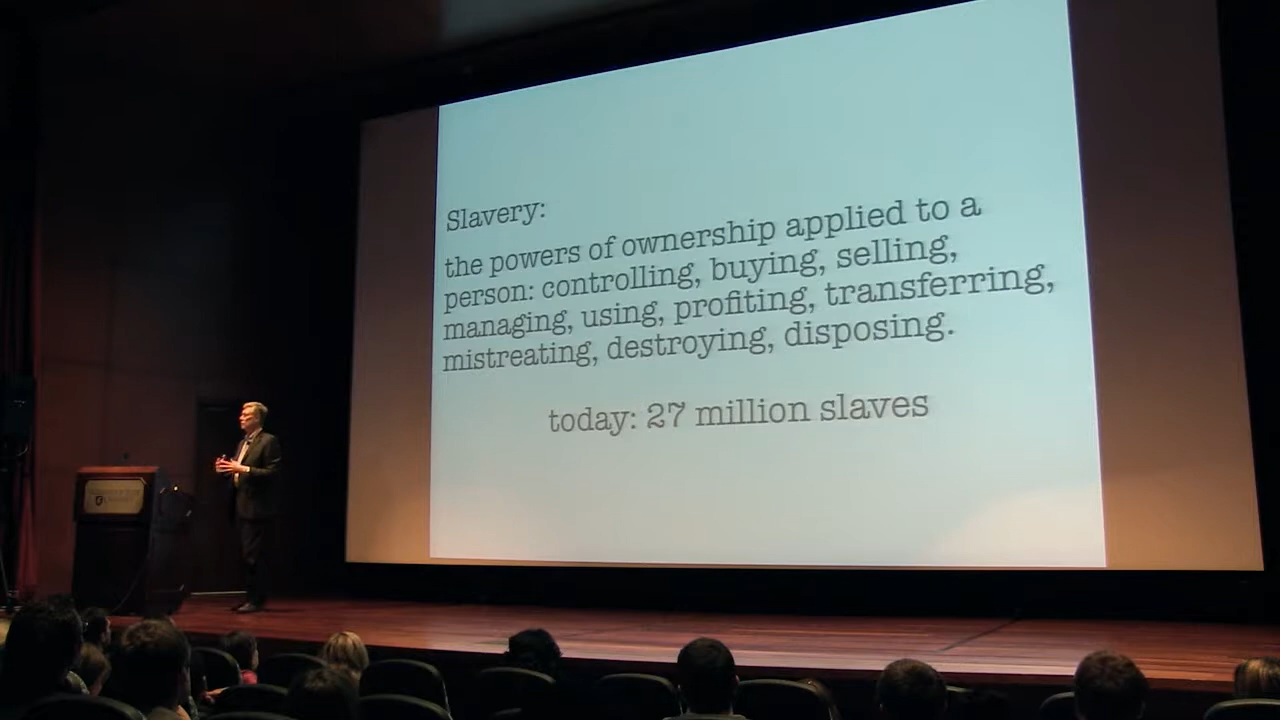 Slavery:
the powers of ownership applied to a
person: controlling, buying, selling,
managing, using, profiting, transferring,
mistreating, destroying, disposing.
today: 27 million slaves